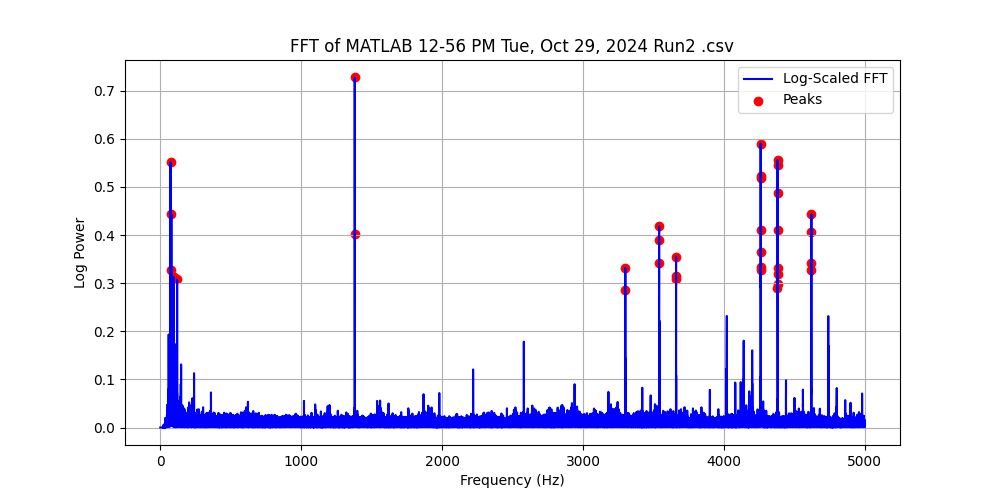 FFT of MATLAB 12-56 PM Tue, Oct 29, 2024 Run2 .csv
Log-Scaled FFT
Peaks
Log Power
0.7
0.6
0.5
0.4
0.3
0.2
0.1
0.0
0
1000
2000
3000
4000
5000
Frequency (Hz)